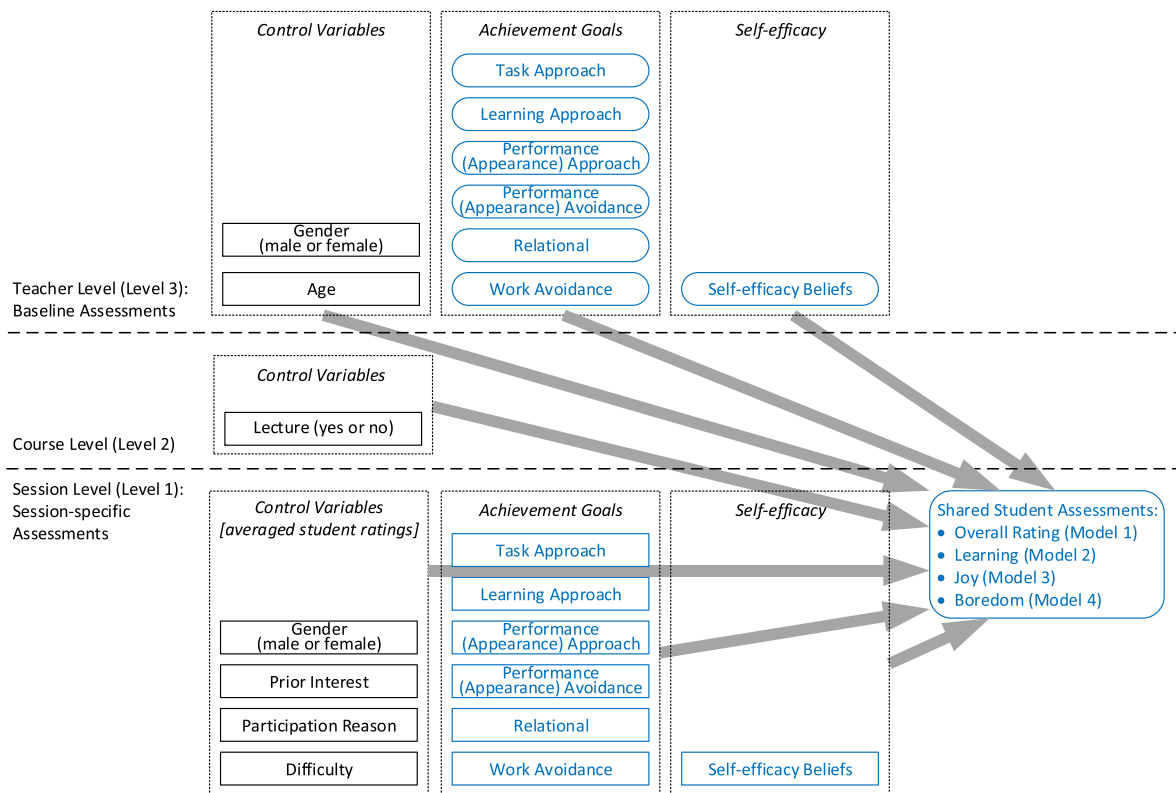 Control Variables
Achievement Goals
Self-efficacy
Task Approach
Learning Approach
Performance
(Appearance) Approach
Performance
(Appearance) Avoidance
Gender
(male or female)
Relational
Teacher Level (Level 3):
Baseline Assessments
Age
Work Avoidance
Self-efficacy Beliefs
Control Variables
Lecture (yes or no)
Course Level (Level 2)
Session Level (Level 1):
Session-specific
Assessments
Control Variables
[averaged student ratings]
Achievement Goals
Self-efficacy
Task Approach
Learning Approach
Gender
(male or female)
Performance
(Appearance) Approach
Prior Interest
Performance
(Appearance) Avoidance
Participation Reason
Relational
Difficulty
Work Avoidance
Self-efficacy Beliefs
Shared Student Assessments:
• Overall Rating (Model 1)
• Learning (Model 2)
• Joy (Model 3)
• Boredom (Model 4)